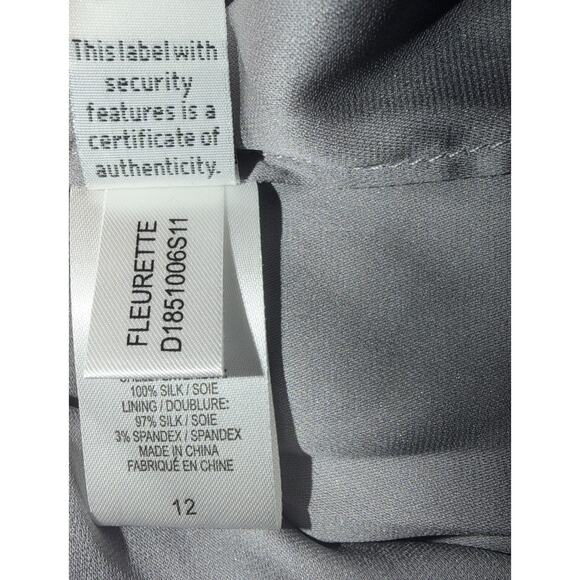 This label with
security
features is a
certificate of
authenticity.
FLEURETTE
D1851006S11
100% SILK / SOIE
LINING / DOUBLURE:
97% SILK / SOIE
3% SPANDEX / SPANDEX
MADE IN CHINA
FABRIQUÉ EN CHINE
12